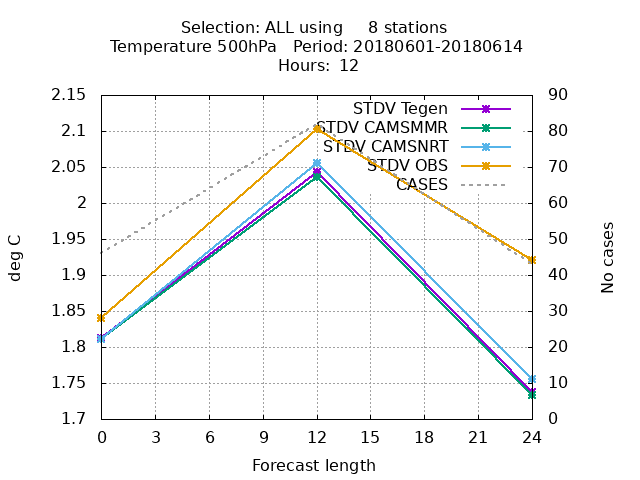 Selection: ALL using     8 stations
Temperature 500hPa   Period: 20180601-20180614
Hours:  12
2.15
2.1
2.05
2
1.95
1.9
1.85
1.8
1.75
1.7
deg C
STDV Tegen
STDV CAMSMMR
STDV CAMSNRT
STDV OBS
CASES
90
80
70
60
50
40
30
20
10
0
No cases
0 3 6 9 12 15 18 21 24
Forecast length